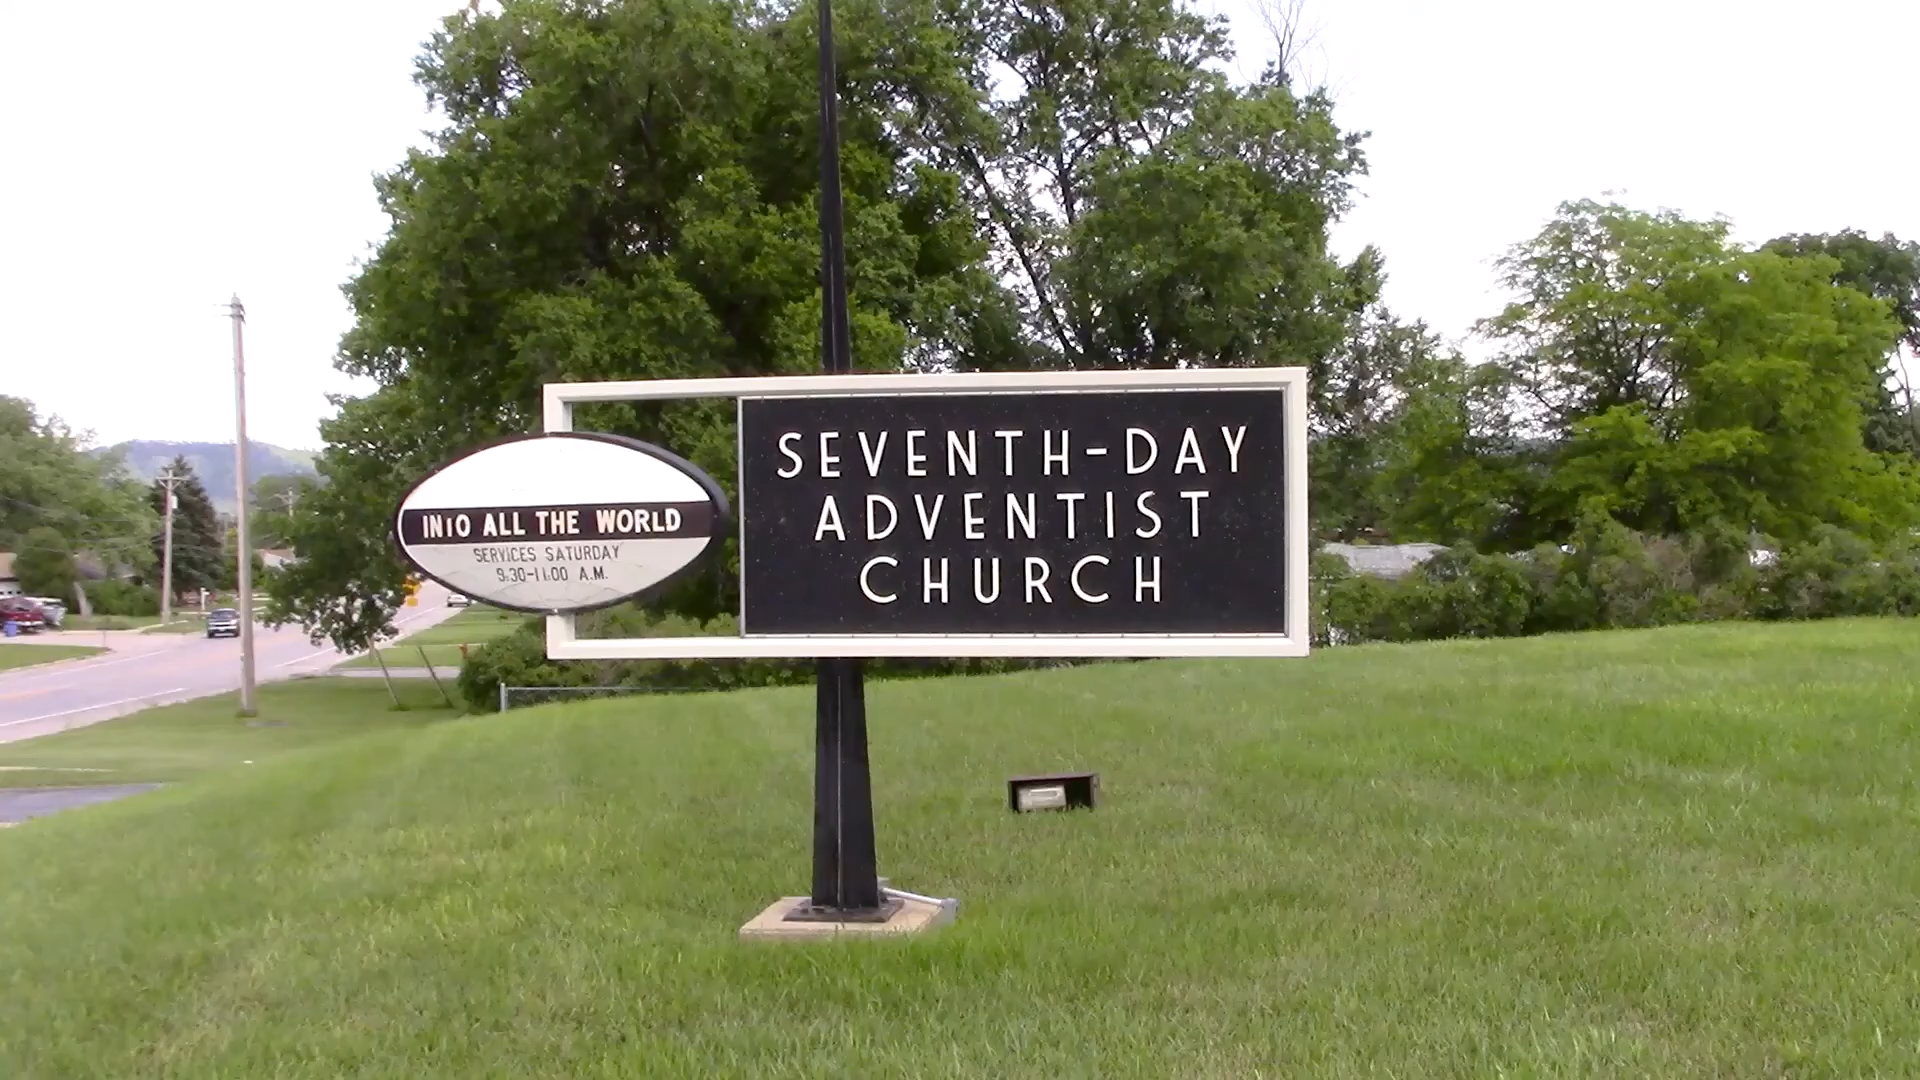 INTO ALL THE WORLD
SERVICES SATURDAY
9:30-11:00 A.M.
SEVENTH-DAY
ADVENTIST
CHURCH